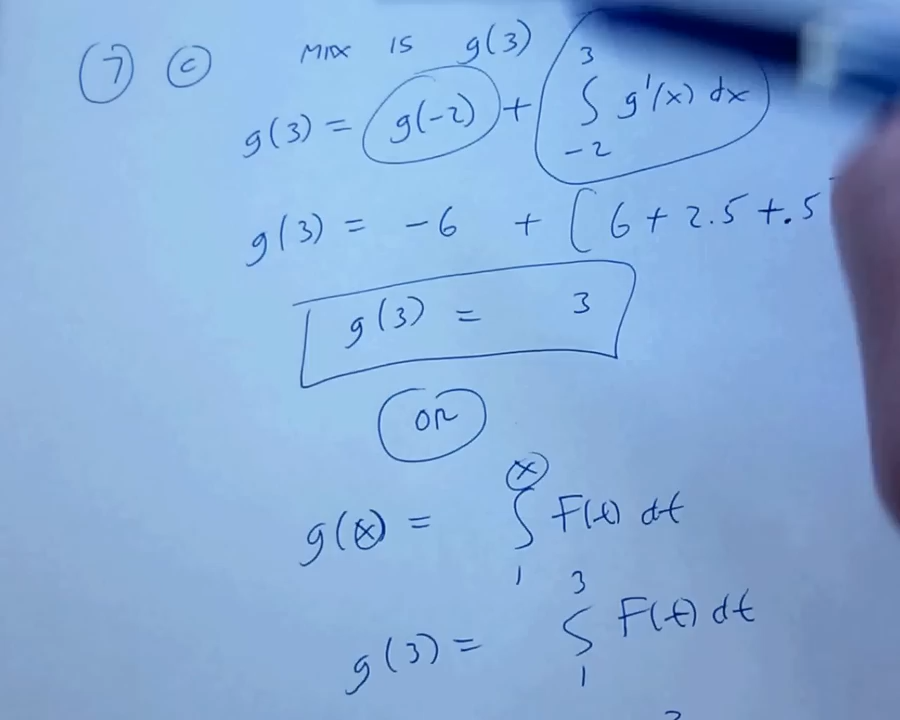 7 c MAX IS g(3)
g(3) = g(-2) + ∫_{-2}^{3} g'(x) dx
g(3) = -6 + [6 + 2.5 + .5
g(3) = 3
OR
g(x) = ∫_{1}^{x} F(t) dt
g(3) = ∫_{1}^{3} F(t) dt